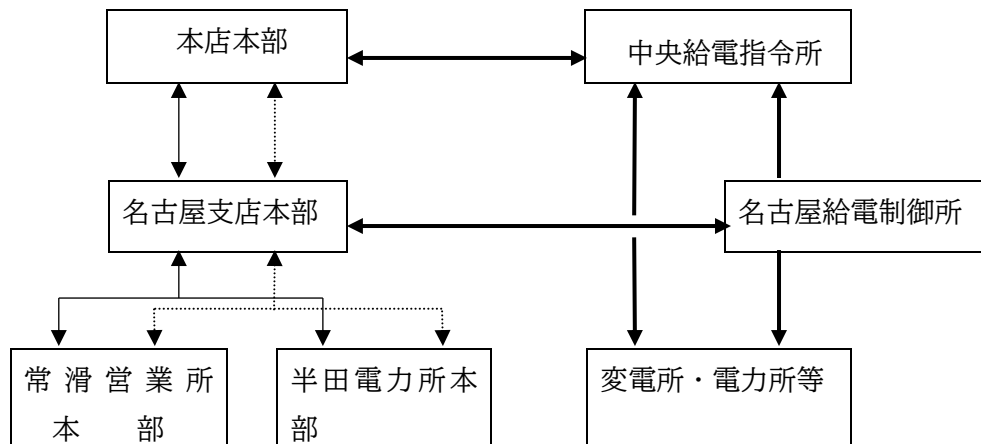 本店本部
中央給電指令所
名古屋支店本部
名古屋給電制御所
常滑営業所
本部
半田電力所本
部
変電所・電力所等